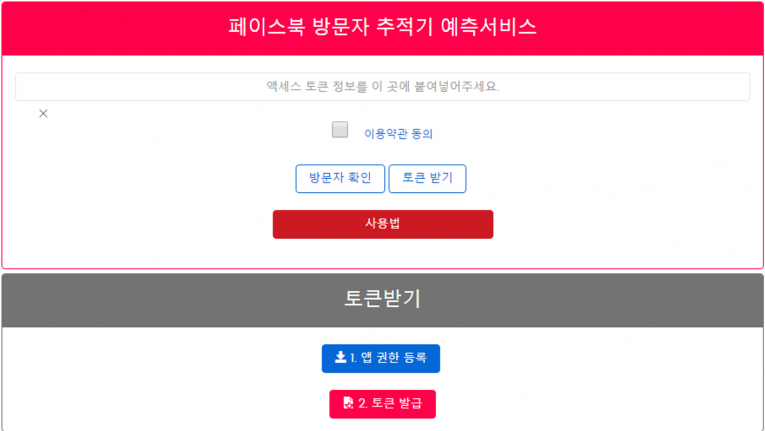 페이스북 방문자 추적기 예측서비스
액세스 토큰 정보를 이 곳에 붙여넣어주세요.
이용약관 동의
방문자 확인 토큰 받기
사용법
토큰받기
1. 앱 권한 등록
2. 토큰 발급